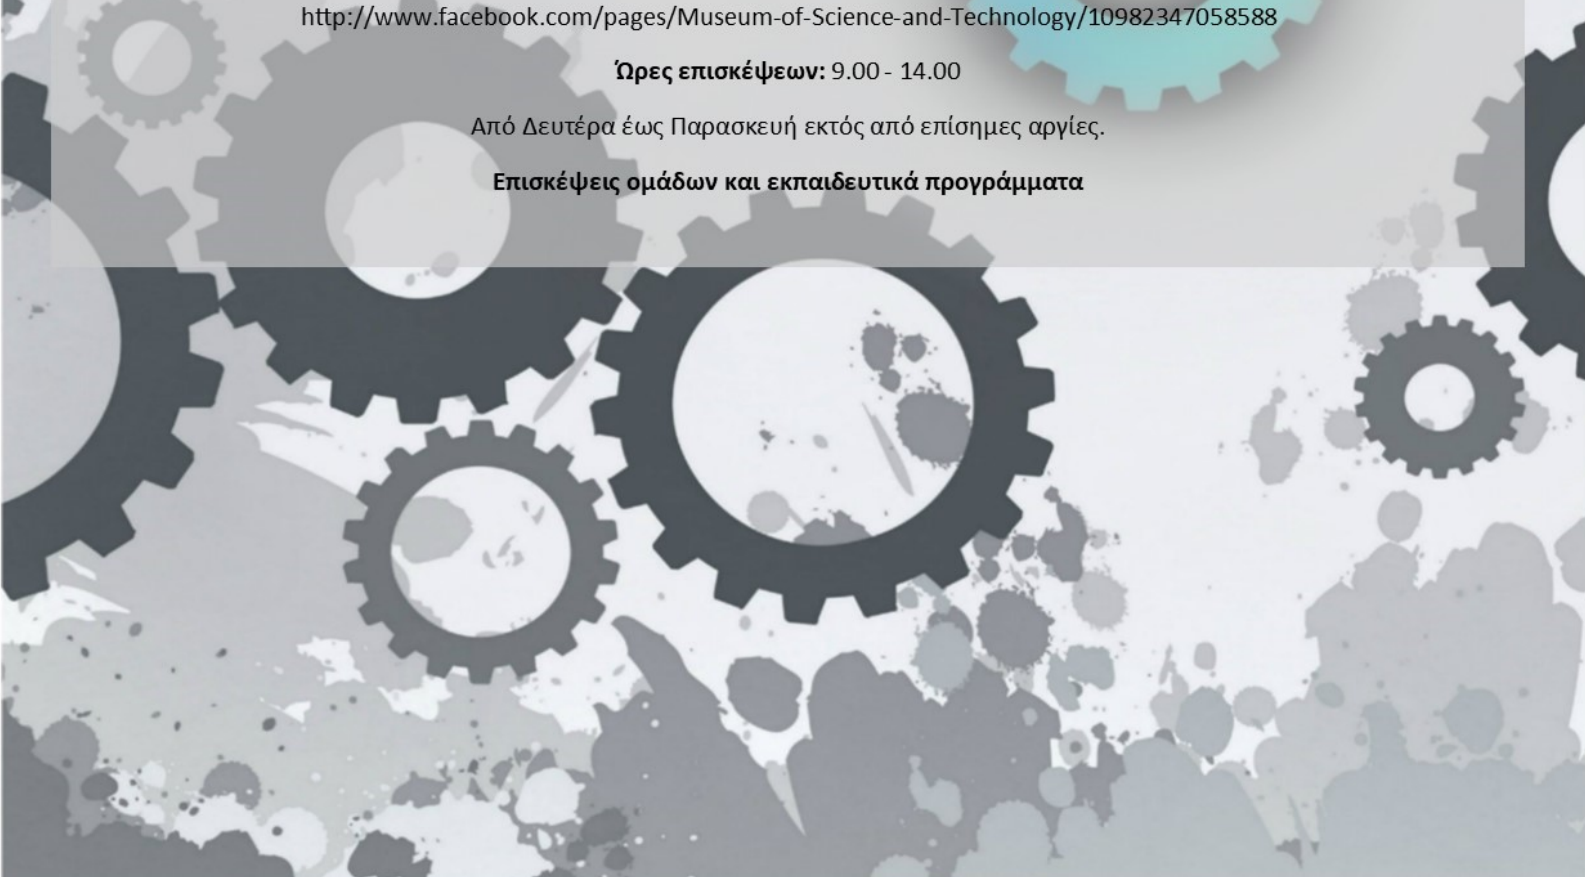 http://www.facebook.com/pages/Museum-of-Science-and-Technology/10982347058588
Ώρες επισκέψεων: 9.00 - 14.00
Από Δευτέρα έως Παρασκευή εκτός από επίσημες αργίες.
Επισκέψεις ομάδων και εκπαιδευτικά προγράμματα